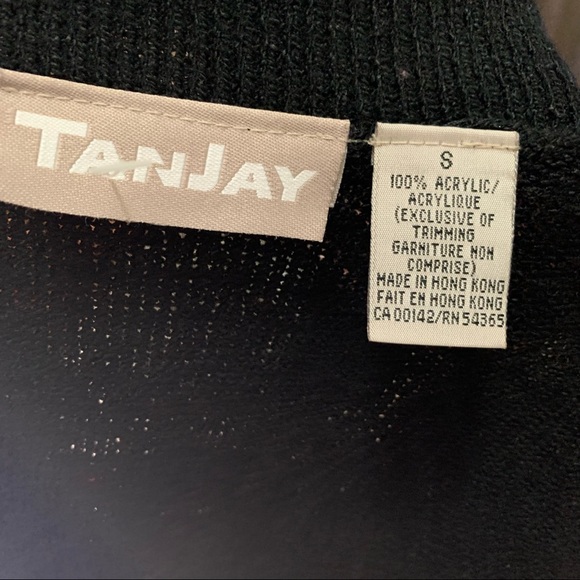 TANJAY
S
100% ACRYLIC/
ACRYLIQUE
(EXCLUSIVE OF
TRIMMING
GARNITURE NON
COMPRISE)
MADE IN HONG KONG
FAIT EN HONG KONG
CA 00142/RN 54365